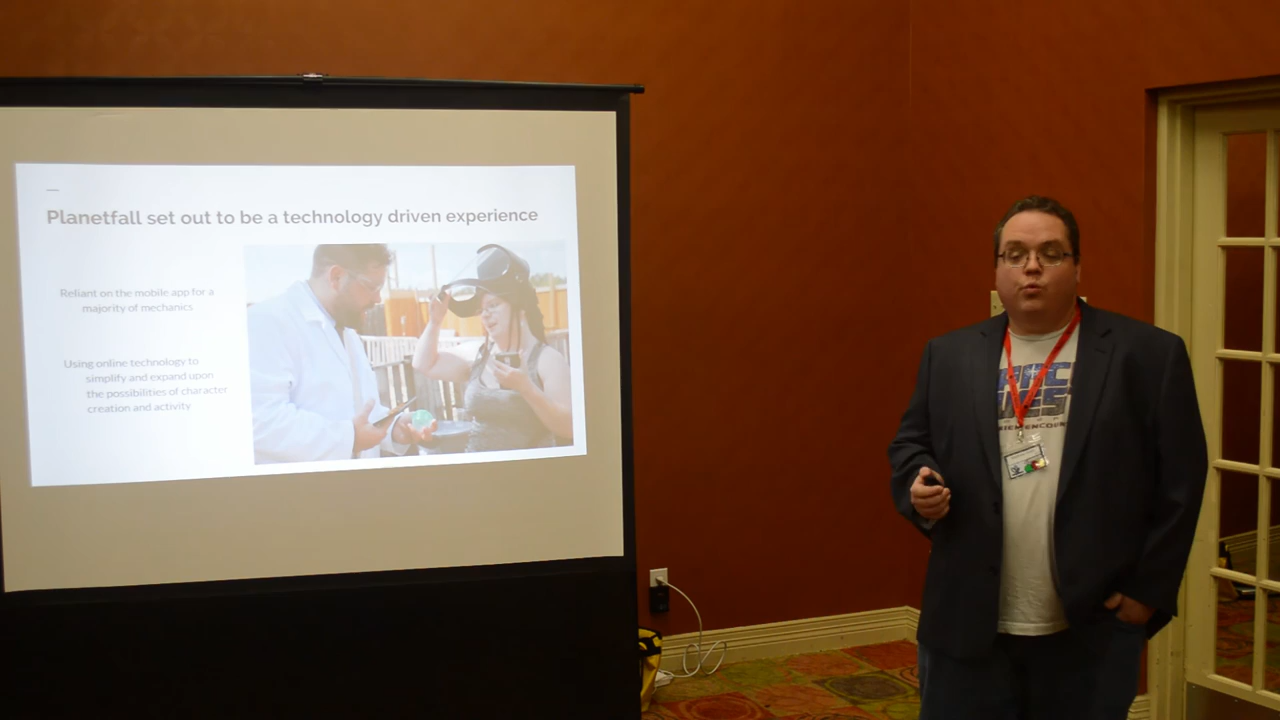 Planetfall set out to be a technology driven experience
Reliant on the mobile app for a
majority of mechanics
Using online technology to
simplify and expand upon
the possibilities of character
creation and activity